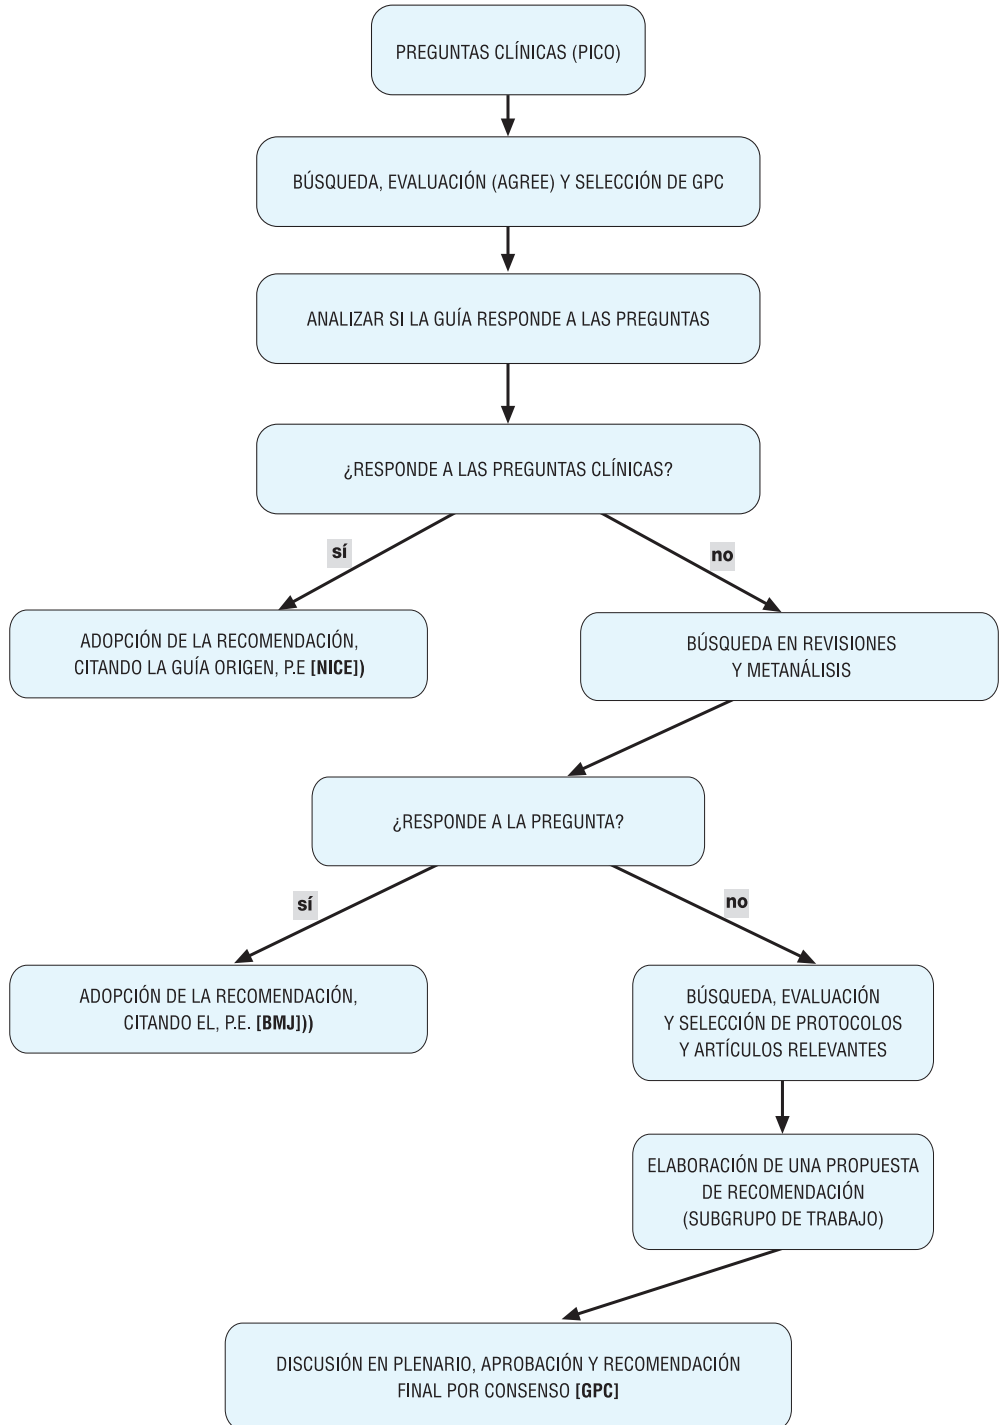 PREGUNTAS CLÍNICAS (PICO)
BÚSQUEDA, EVALUACIÓN (AGREE) Y SELECCIÓN DE GPC
ANALIZAR SI LA GUÍA RESPONDE A LAS PREGUNTAS
¿RESPONDE A LAS PREGUNTAS CLÍNICAS?
sí
no
ADOPCIÓN DE LA RECOMENDACIÓN,
CITANDO LA GUÍA ORIGEN, P.E [NICE])
BÚSQUEDA EN REVISIONES
Y METANÁLISIS
¿RESPONDE A LA PREGUNTA?
sí
no
ADOPCIÓN DE LA RECOMENDACIÓN,
CITANDO EL, P.E. [BMJ]))
BÚSQUEDA, EVALUACIÓN
Y SELECCIÓN DE PROTOCOLOS
Y ARTÍCULOS RELEVANTES
ELABORACIÓN DE UNA PROPUESTA
DE RECOMENDACIÓN
(SUBGRUPO DE TRABAJO)
DISCUSIÓN EN PLENARIO, APROBACIÓN Y RECOMENDACIÓN
FINAL POR CONSENSO [GPC]